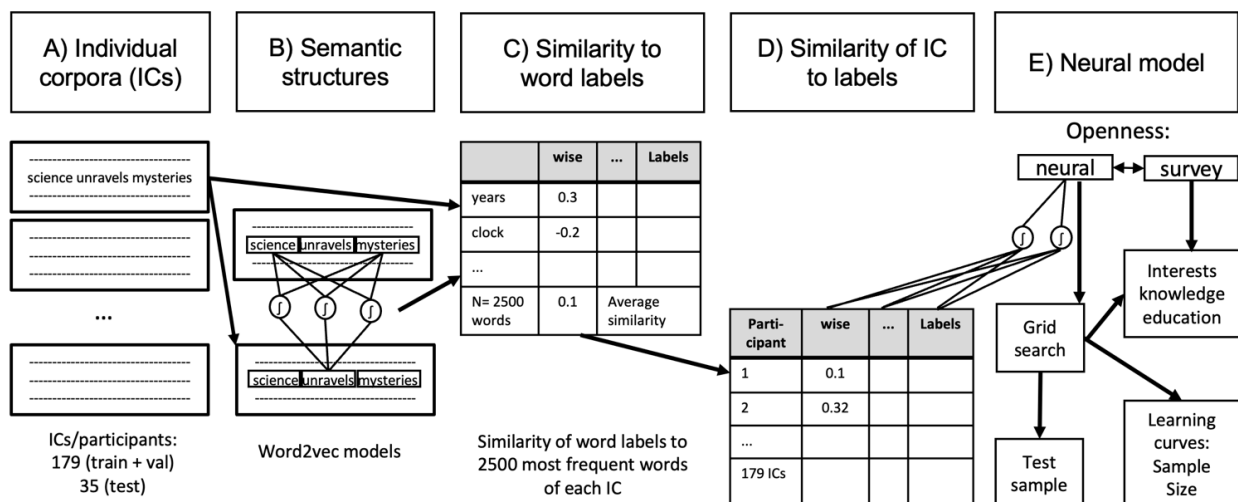 A) Individual
corpora (ICs)
B) Semantic
structures
C) Similarity to
word labels
D) Similarity of IC
to labels
E) Neural model
--------------------------------------
science unravels mysteries
--------------------------------------
--------------------------------------
--------------------------------------
--------------------------------------
...
--------------------------------------
--------------------------------------
--------------------------------------
ICs/participants:
179 (train + val)
35 (test)
--------------------------------------
science unravels mysteries
--------------------------------------
∫ ∫ ∫
--------------------------------------
science unravels mysteries
--------------------------------------
Word2vec models
wise ... Labels
years 0.3
clock -0.2
...
N= 2500 0.1 Average
words similarity
Similarity of word labels to
2500 most frequent words
of each IC
Parti-
cipant wise ... Labels
1 0.1
2 0.32
...
179 ICs
Openness:
neural survey
∫ ∫
Interests
knowledge
education
Grid
search
Test
sample
Learning
curves:
Sample
Size